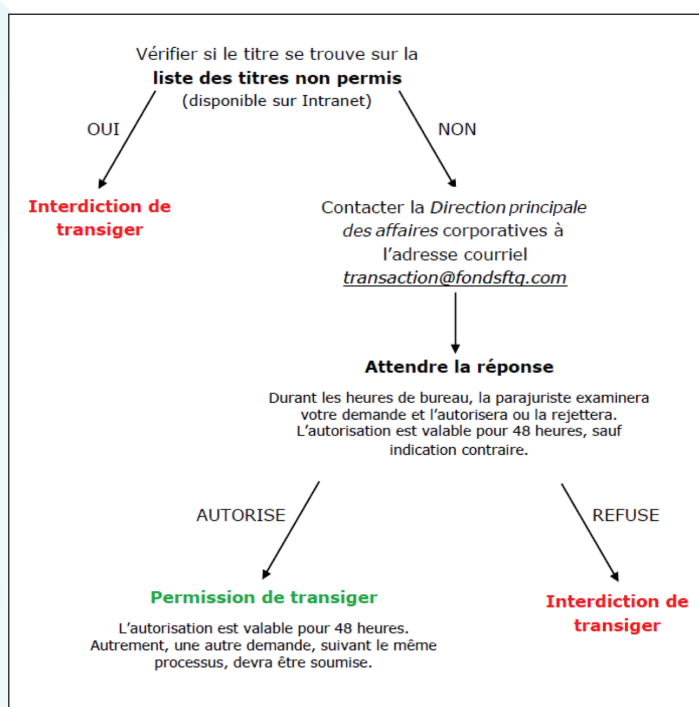 Vérifier si le titre se trouve sur la
liste des titres non permis
(disponible sur Intranet)
OUI
NON
Interdiction de
transiger
Contacter la Direction principale
des affaires corporatives à
l'adresse courriel
transaction@fondsftq.com
Attendre la réponse
Durant les heures de bureau, la parajuriste examinera
votre demande et l'autorisera ou la rejettera.
L'autorisation est valable pour 48 heures, sauf
indication contraire.
AUTORISE
REFUSE
Permission de transiger
L'autorisation est valable pour 48 heures.
Autrement, une autre demande, suivant le même
processus, devra être soumise.
Interdiction de
transiger